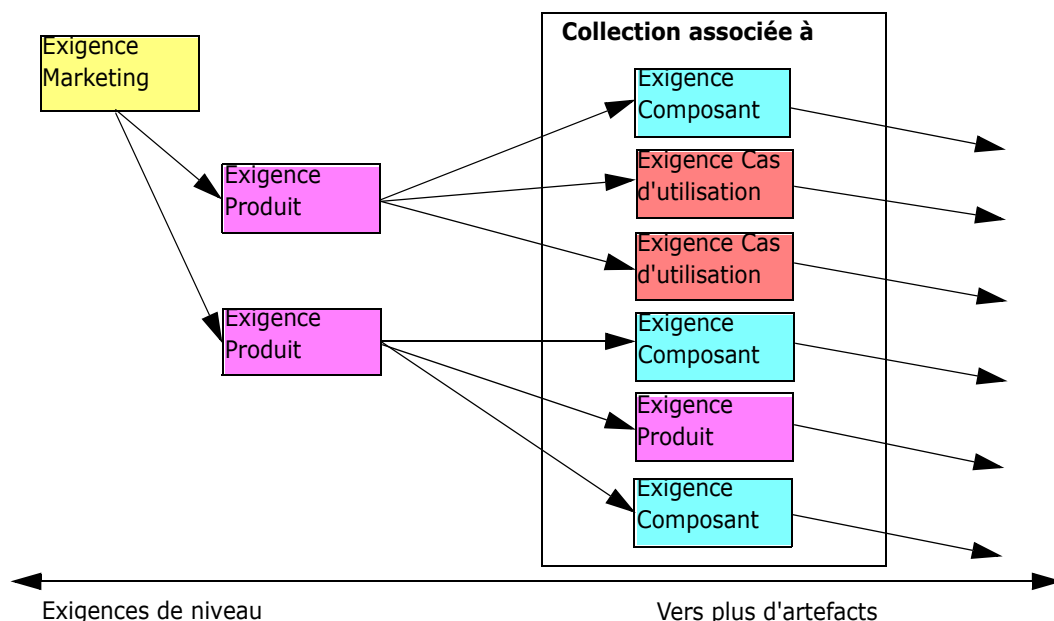 Collection associée à
Exigence
Marketing
Exigence
Composant
Exigence Cas
d'utilisation
Exigence
Produit
Exigence Cas
d'utilisation
Exigence
Produit
Exigence
Composant
Exigence
Produit
Exigence
Composant
Exigences de niveau
Vers plus d'artefacts